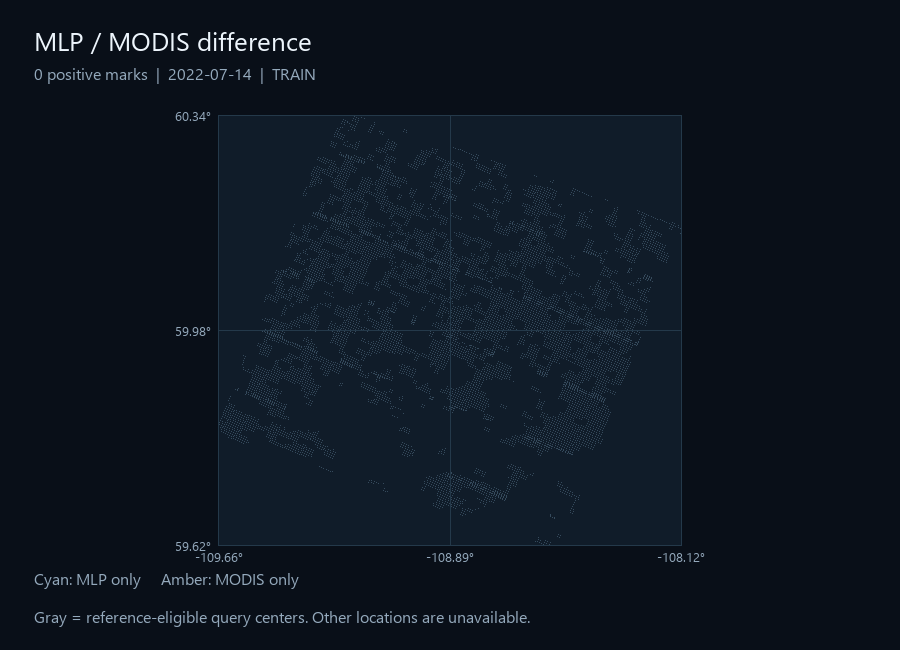 MLP / MODIS difference
0 positive marks | 2022-07-14 | TRAIN
60.34°
59.98°
59.62°
-109.66° -108.89° -108.12°
Cyan: MLP only Amber: MODIS only
Gray = reference-eligible query centers. Other locations are unavailable.